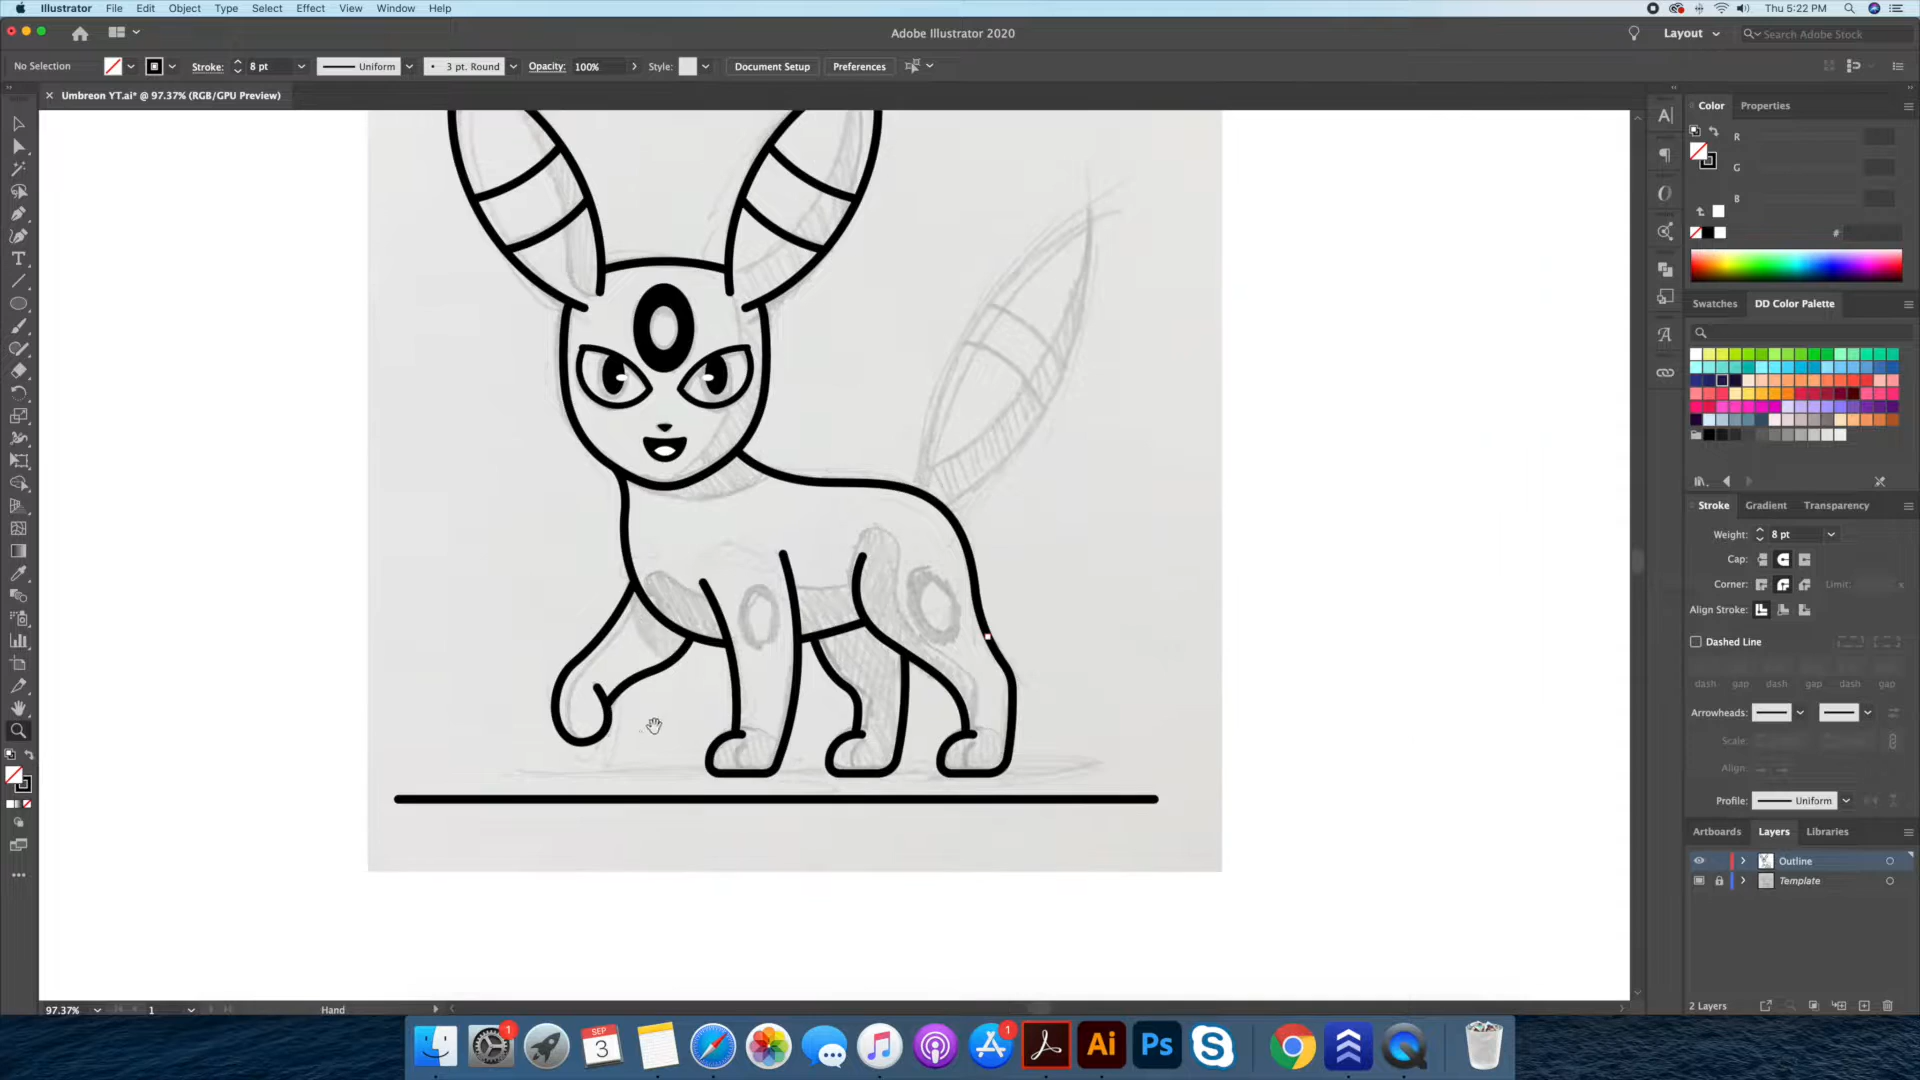 Illustrator File Edit Object Type Select Effect View Window Help
Thu 5:22 PM
Adobe Illustrator 2020
Layout
Search Adobe Stock
No Selection
Stroke: 8 pt
Uniform
3 pt. Round
Opacity: 100%
Style:
Document Setup
Preferences
Umbreon YT.ai* @ 97.37% (RGB/GPU Preview)
Color Properties
R
G
B
#
Swatches DD Color Palette
Stroke Gradient Transparency
Weight: 8 pt
Cap:
Corner: Limit: x
Align Stroke:
Dashed Line
dash gap dash gap dash gap
Arrowheads:
Scale:
Align:
Profile: Uniform
Artboards Layers Libraries
Outline
Template
2 Layers
97.37% 1 Hand
1
SEP
3
1
Ai
Ps
S